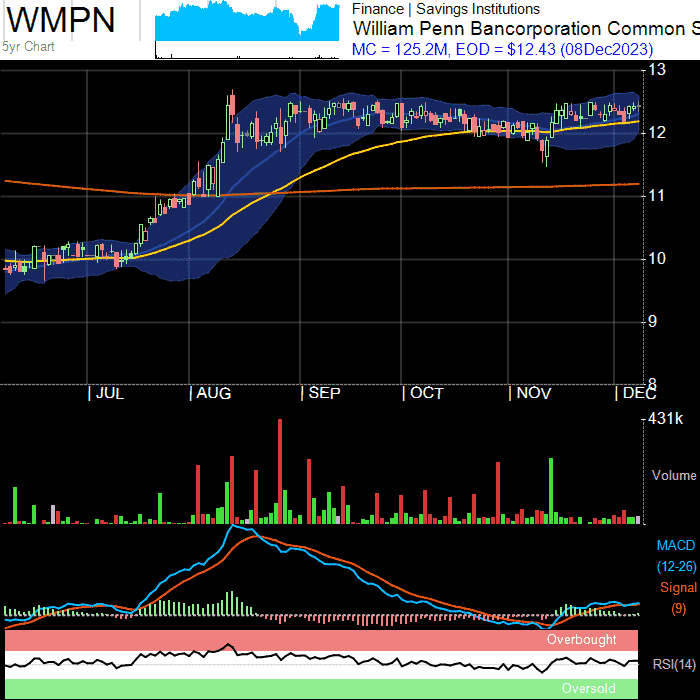 WMPN
5yr Chart
Finance | Savings Institutions
William Penn Bancorporation Common S
MC = 125.2M, EOD = $12.43 (08Dec2023)
13
12
11
10
9
8
JUL AUG SEP OCT NOV DEC
431k
Volume
MACD
(12-26)
Signal
(9)
Overbought
RSI(14)
Oversold